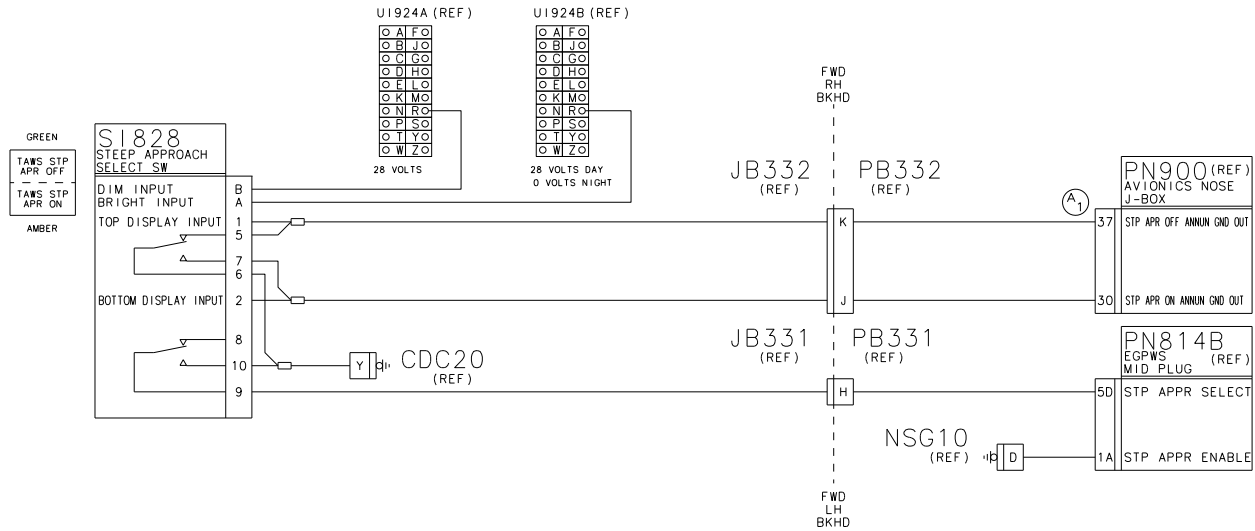 UI924A (REF)
UI924B (REF)
O A F O
O B J O
O C G O
O D H O
O E L O
O K M O
O N R O
O P S O
O T Y O
O W Z O
O A F O
O B J O
O C G O
O D H O
O E L O
O K M O
O N R O
O P S O
O T Y O
O W Z O
28 VOLTS
28 VOLTS DAY
0 VOLTS NIGHT
FWD
RH
BKHD
GREEN
TAWS STP
APR OFF
TAWS STP
APR ON
AMBER
SI828
STEEP APPROACH
SELECT SW
DIM INPUT B
BRIGHT INPUT A
TOP DISPLAY INPUT 1
5
7
6
BOTTOM DISPLAY INPUT 2
8
10
9
Y
CDC20
(REF)
JB332
(REF)
PB332
(REF)
K
J
A1
PN900 (REF)
AVIONICS NOSE
J-BOX
37 STP APR OFF ANNUN GND OUT
30 STP APR ON ANNUN GND OUT
JB331
(REF)
PB331
(REF)
H
PN814B
EGPWS (REF)
MID PLUG
5D STP APPR SELECT
1A STP APPR ENABLE
NSG10
(REF)
D
FWD
LH
BKHD